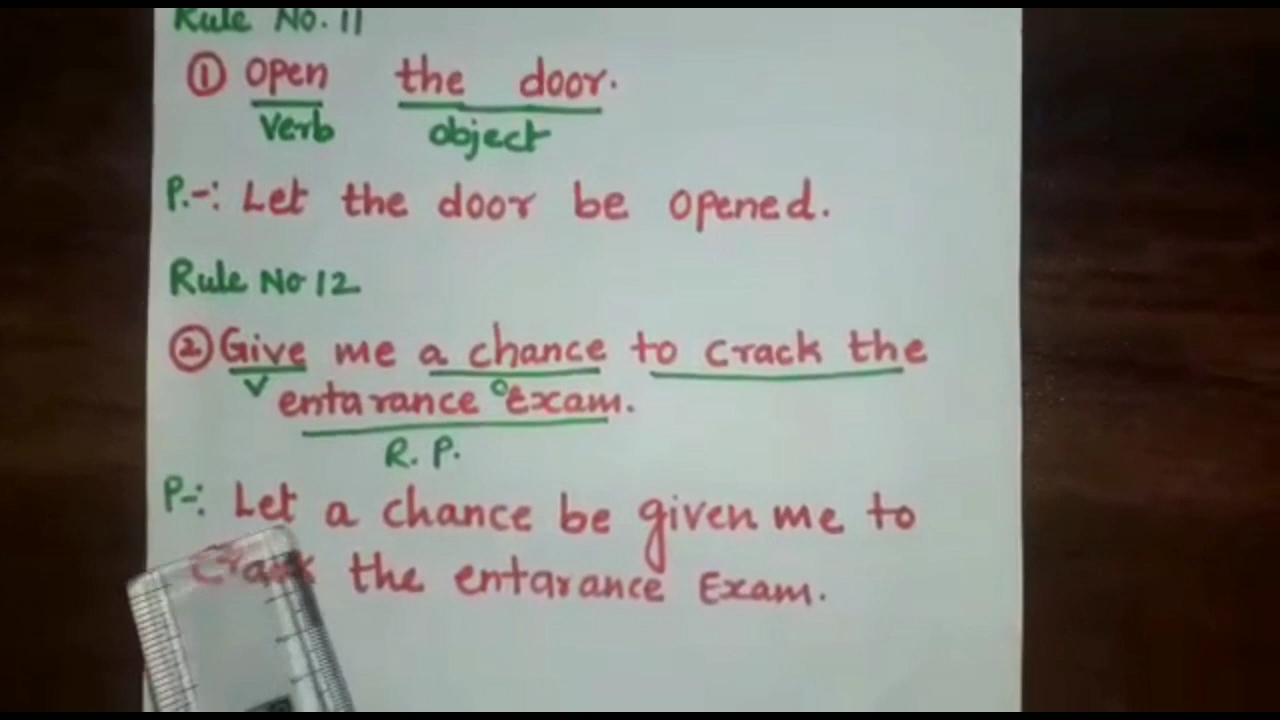 Rule No. 11
① Open the door.
verb object
P.-: Let the door be opened.
Rule No 12
② Give me a chance to crack the
v o
entarance Exam.
R. P.
P-: Let a chance be given me to
crack the entarance Exam.